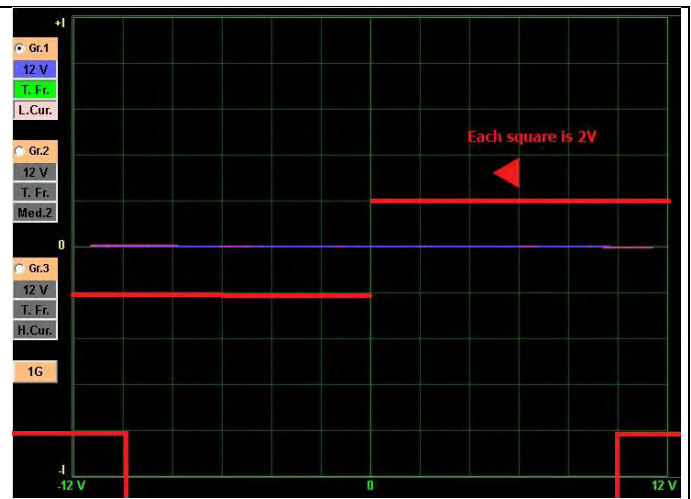 +I
Gr.1
12 V
T. Fr.
L.Cur.
Each square is 2V
Gr.2
12 V
T. Fr.
Med.2
0
Gr.3
12 V
T. Fr.
H.Cur.
1G
-I
-12 V
0
12 V